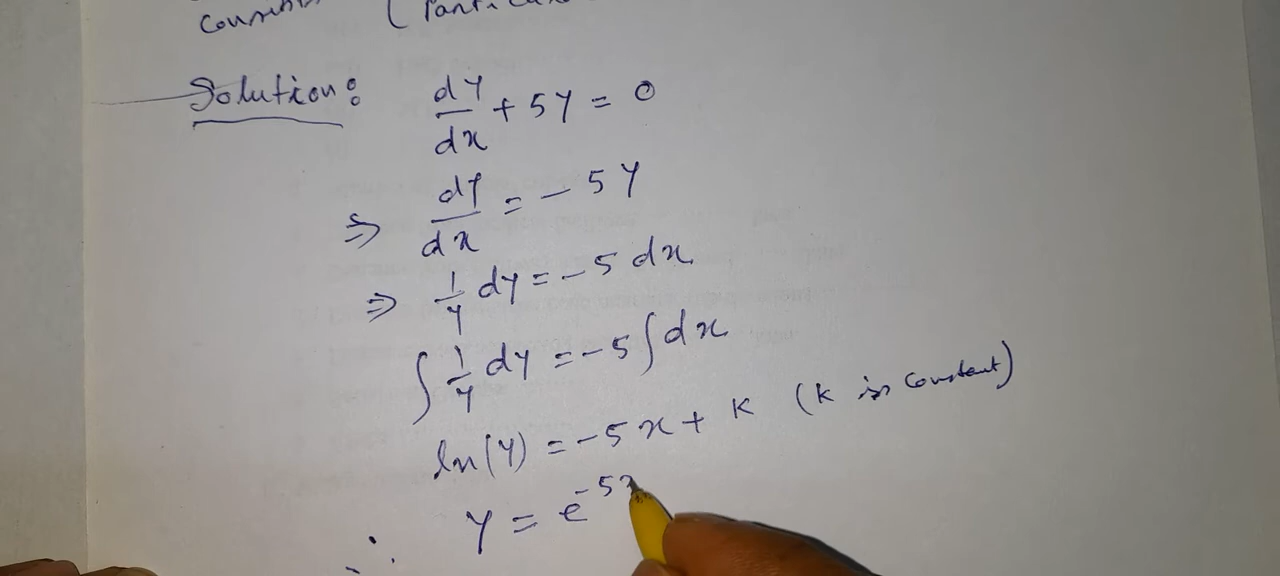 Solution: dy/dx + 5y = 0
⇒ dy/dx = - 5y
⇒ 1/y dy = - 5 dx
∫ 1/y dy = - 5 ∫ dx
ln(y) = - 5x + K (K is constant)
∴ y = e^-5x